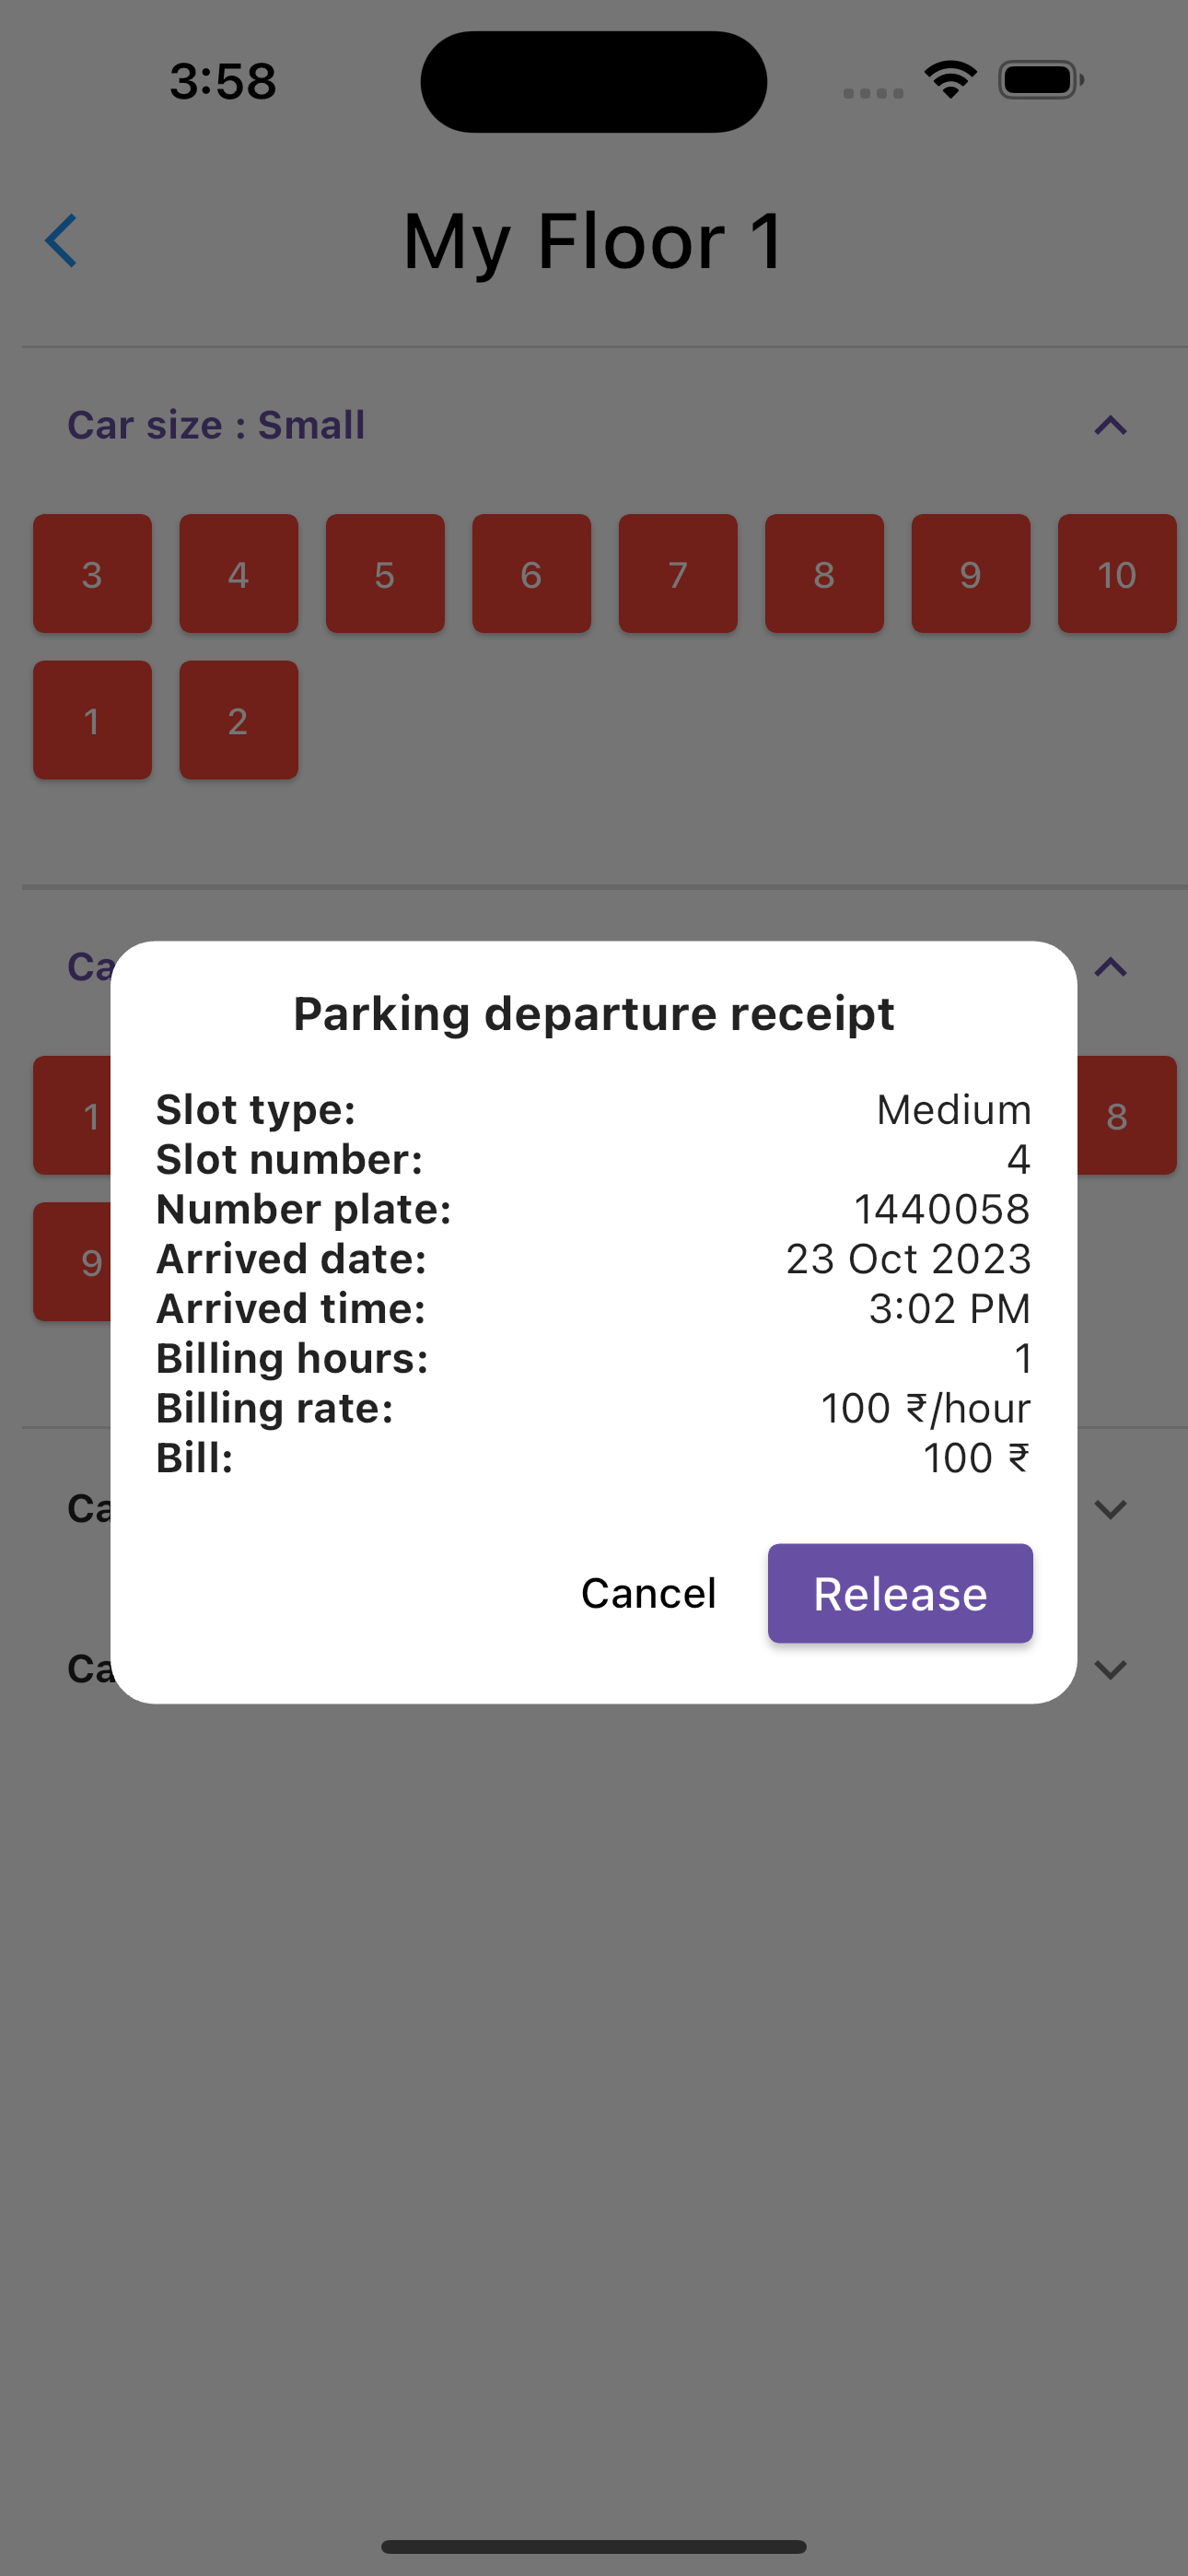 3:58
My Floor 1
Car size : Small
3 4 5 6 7 8 9 10
1 2
Ca
Parking departure receipt
1 8
Slot type: Medium
Slot number: 4
Number plate: 1440058
9
Arrived date: 23 Oct 2023
Arrived time: 3:02 PM
Billing hours: 1
Billing rate: 100 ₹/hour
Bill: 100 ₹
Ca
Cancel Release
Ca